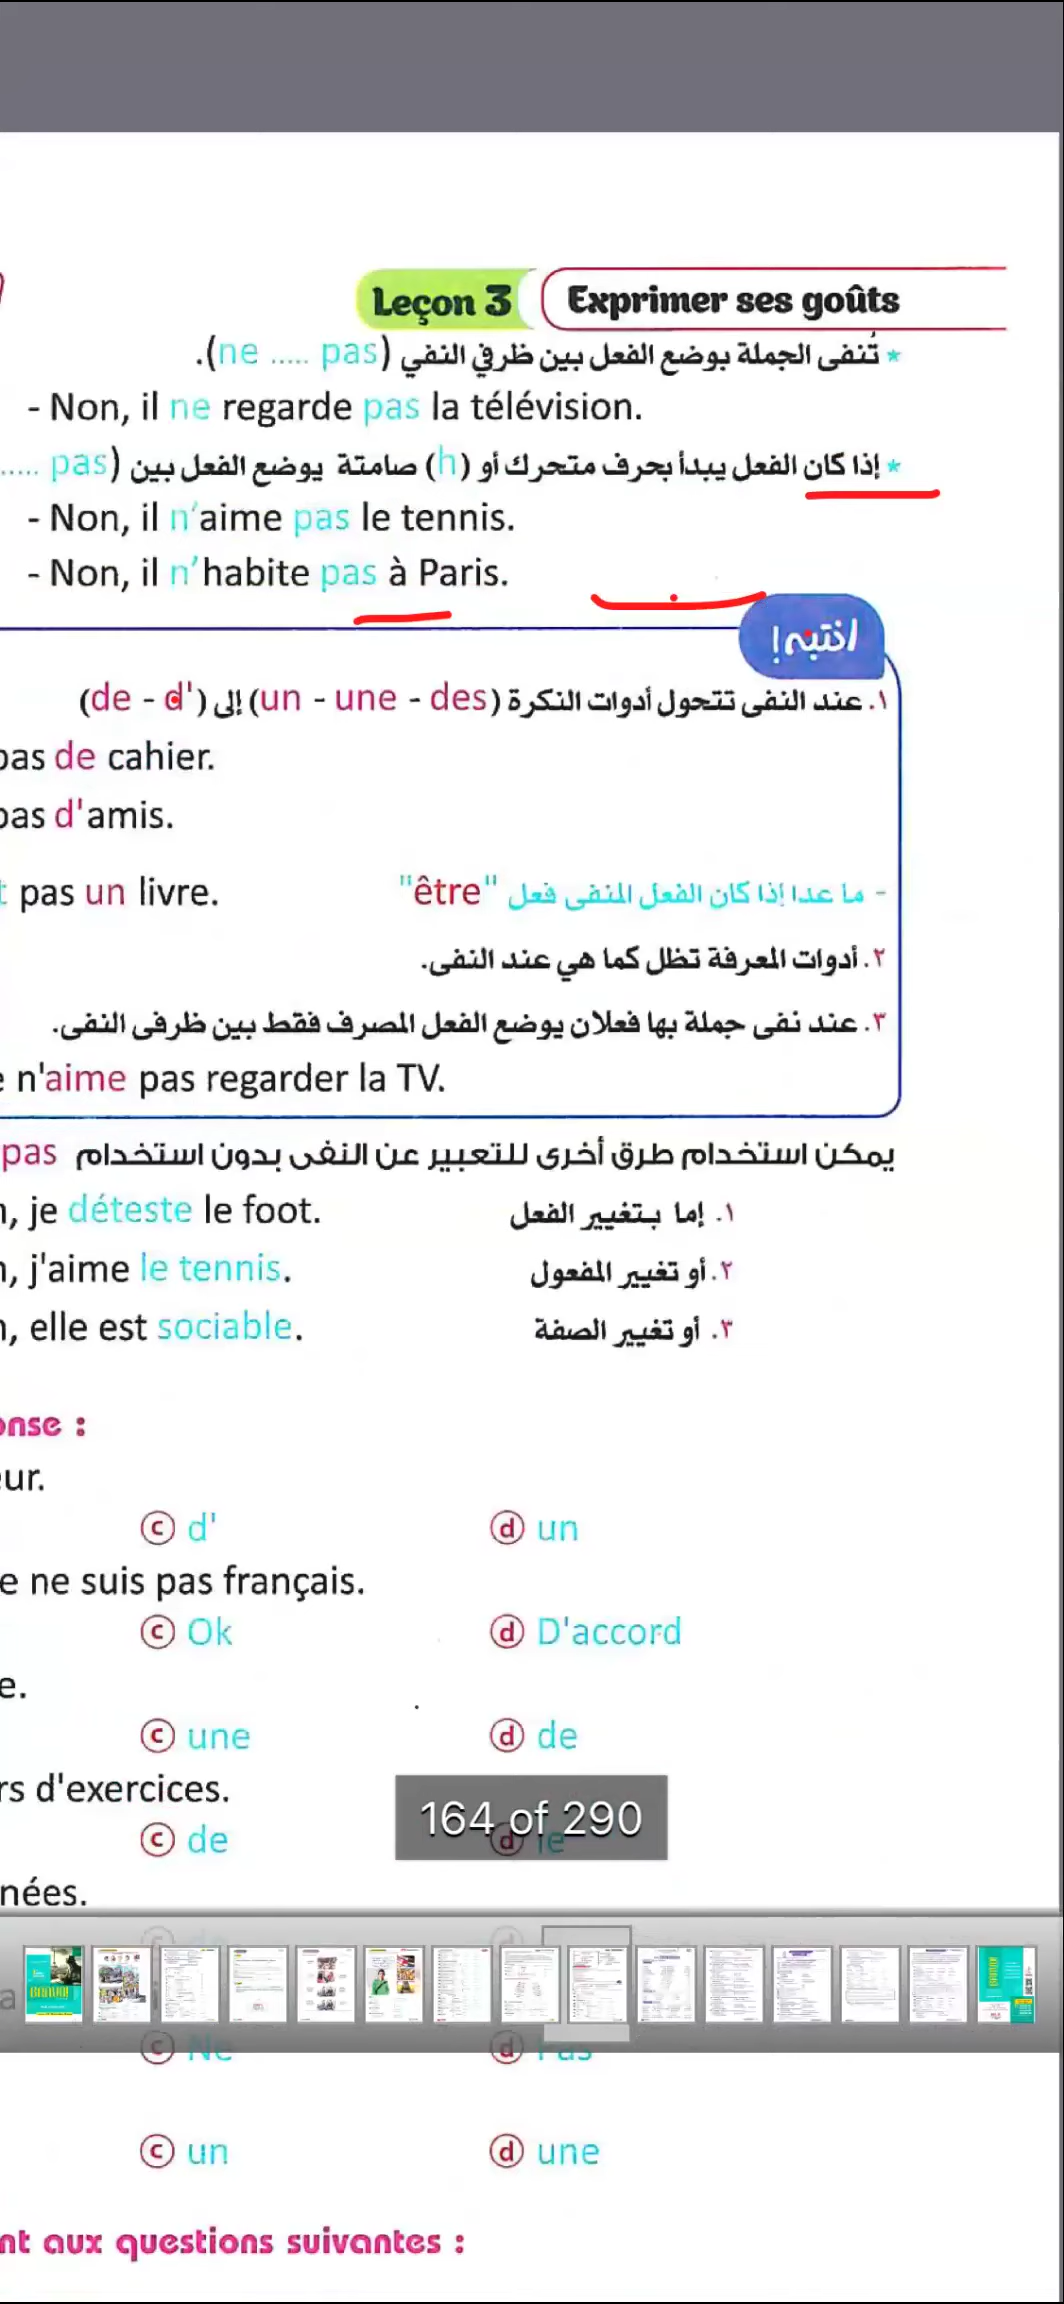 Leçon 3 Exprimer ses goûts
* تُنفى الجملة بوضع الفعل بين ظرفي النفي (ne ..... pas).
- Non, il ne regarde pas la télévision.
* إذا كان الفعل يبدأ بحرف متحرك أو (h) صامتة يوضع الفعل بين (..... pas
- Non, il n'aime pas le tennis.
- Non, il n'habite pas à Paris.
انتبه!
١. عند النفى تتحول أدوات النكرة (un - une - des) إلى (de - d')
pas de cahier.
pas d'amis.
- ما عدا إذا كان الفعل المنفى فعل "être" t pas un livre.
٢. أدوات المعرفة تظل كما هي عند النفى.
٣. عند نفى جملة بها فعلان يوضع الفعل المصرف فقط بين ظرفى النفى.
e n'aime pas regarder la TV.
يمكن استخدام طرق أخرى للتعبير عن النفى بدون استخدام pas
١. إما بتغيير الفعل , je déteste le foot.
٢. أو تغيير المفعول , j'aime le tennis.
٣. أو تغيير الصفة , elle est sociable.
onse :
eur.
c d' d un
e ne suis pas français.
c Ok d D'accord
e.
c une d de
rs d'exercices.
c de d le
164 of 290
nées.
c Ne d Pas
c un d une
nt aux questions suivantes :